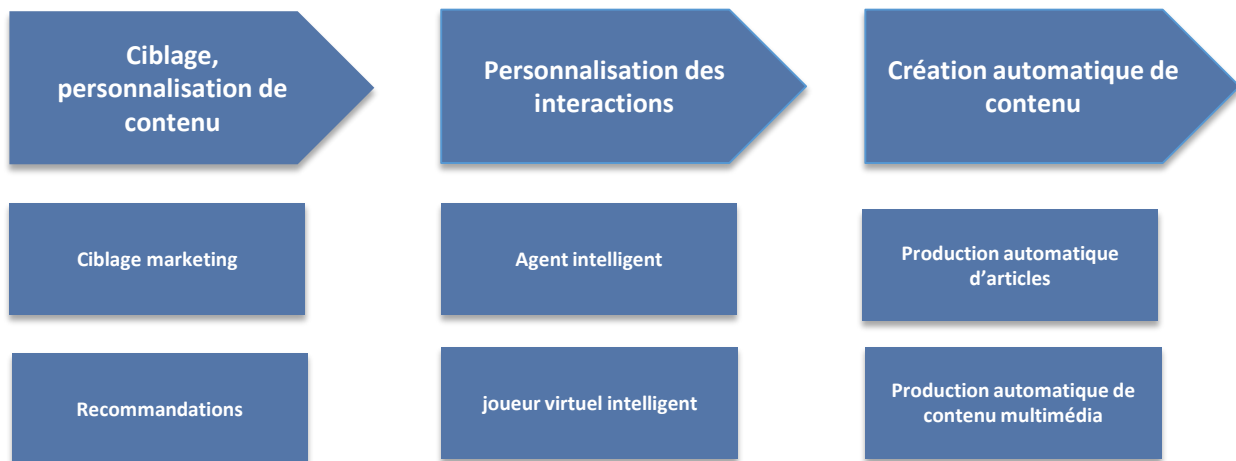 Ciblage,
personnalisation de
contenu
Personnalisation des
interactions
Création automatique de
contenu
Ciblage marketing
Agent intelligent
Production automatique
d’articles
Recommandations
joueur virtuel intelligent
Production automatique de
contenu multimédia